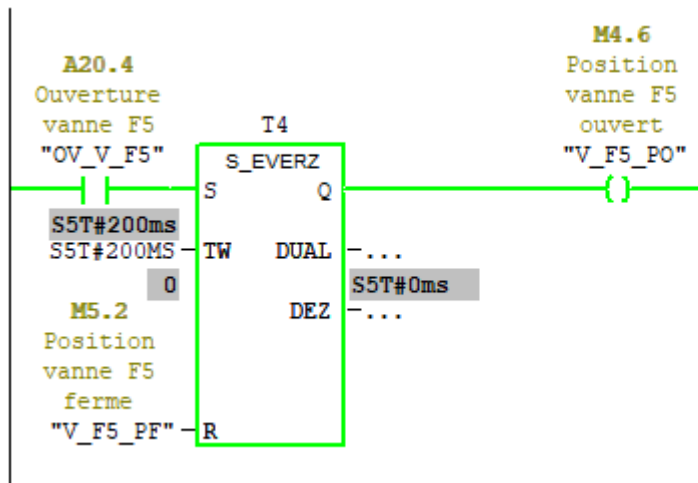 M4.6
A20.4
Position
Ouverture
vanne F5
vanne F5
T4
ouvert
"OV_V_F5"
S_EVERZ
"V_F5_PO"
S
Q
S5T#200ms
S5T#200MS
TW
DUAL
...
0
S5T#0ms
M5.2
DEZ
...
Position
vanne F5
ferme
"V_F5_PF"
R